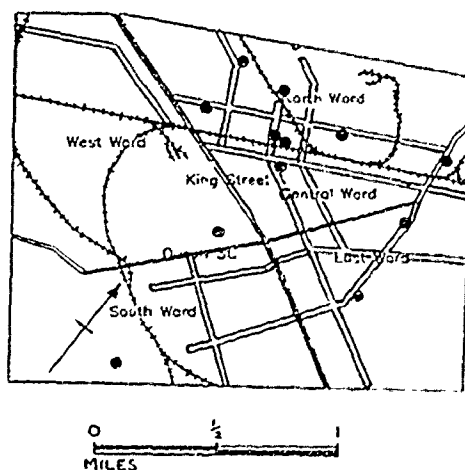 North Ward
West Ward
King Street
Central Ward
East Ward
South Ward
0 ½ 1
MILES